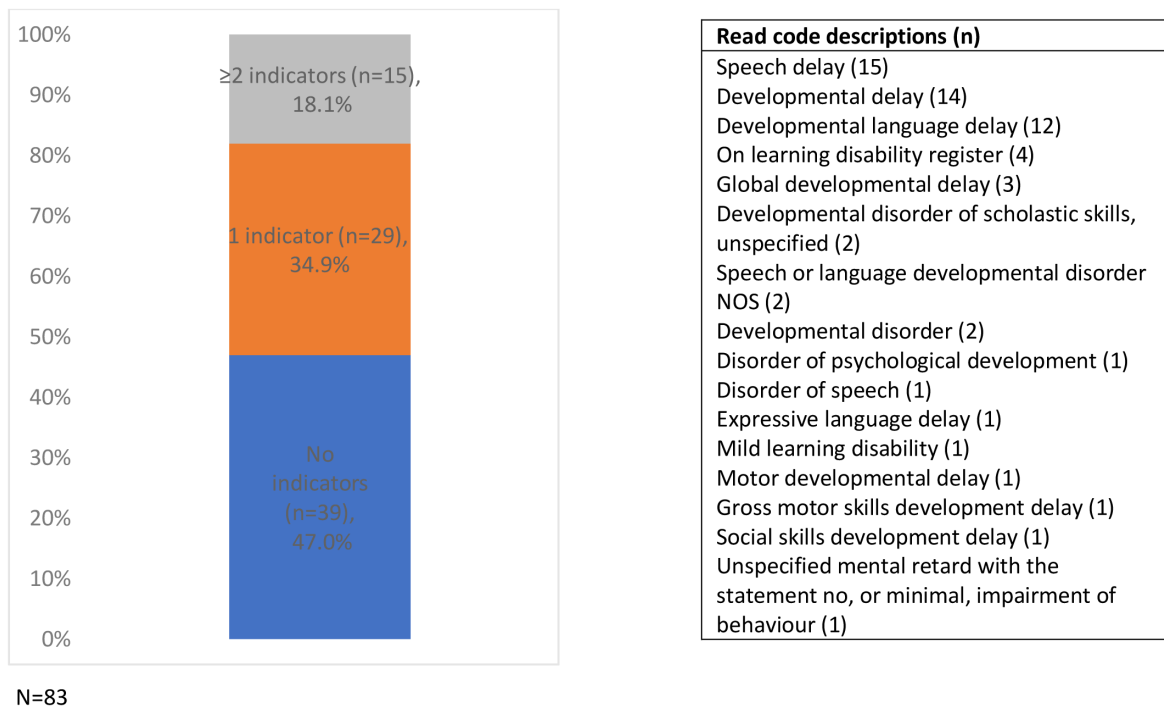 100%
90%
80%
70%
60%
50%
40%
30%
20%
10%
0%
≥2 indicators (n=15),
18.1%
1 indicator (n=29),
34.9%
No
indicators
(n=39),
47.0%
N=83
Read code descriptions (n)
Speech delay (15)
Developmental delay (14)
Developmental language delay (12)
On learning disability register (4)
Global developmental delay (3)
Developmental disorder of scholastic skills,
unspecified (2)
Speech or language developmental disorder
NOS (2)
Developmental disorder (2)
Disorder of psychological development (1)
Disorder of speech (1)
Expressive language delay (1)
Mild learning disability (1)
Motor developmental delay (1)
Gross motor skills development delay (1)
Social skills development delay (1)
Unspecified mental retard with the
statement no, or minimal, impairment of
behaviour (1)